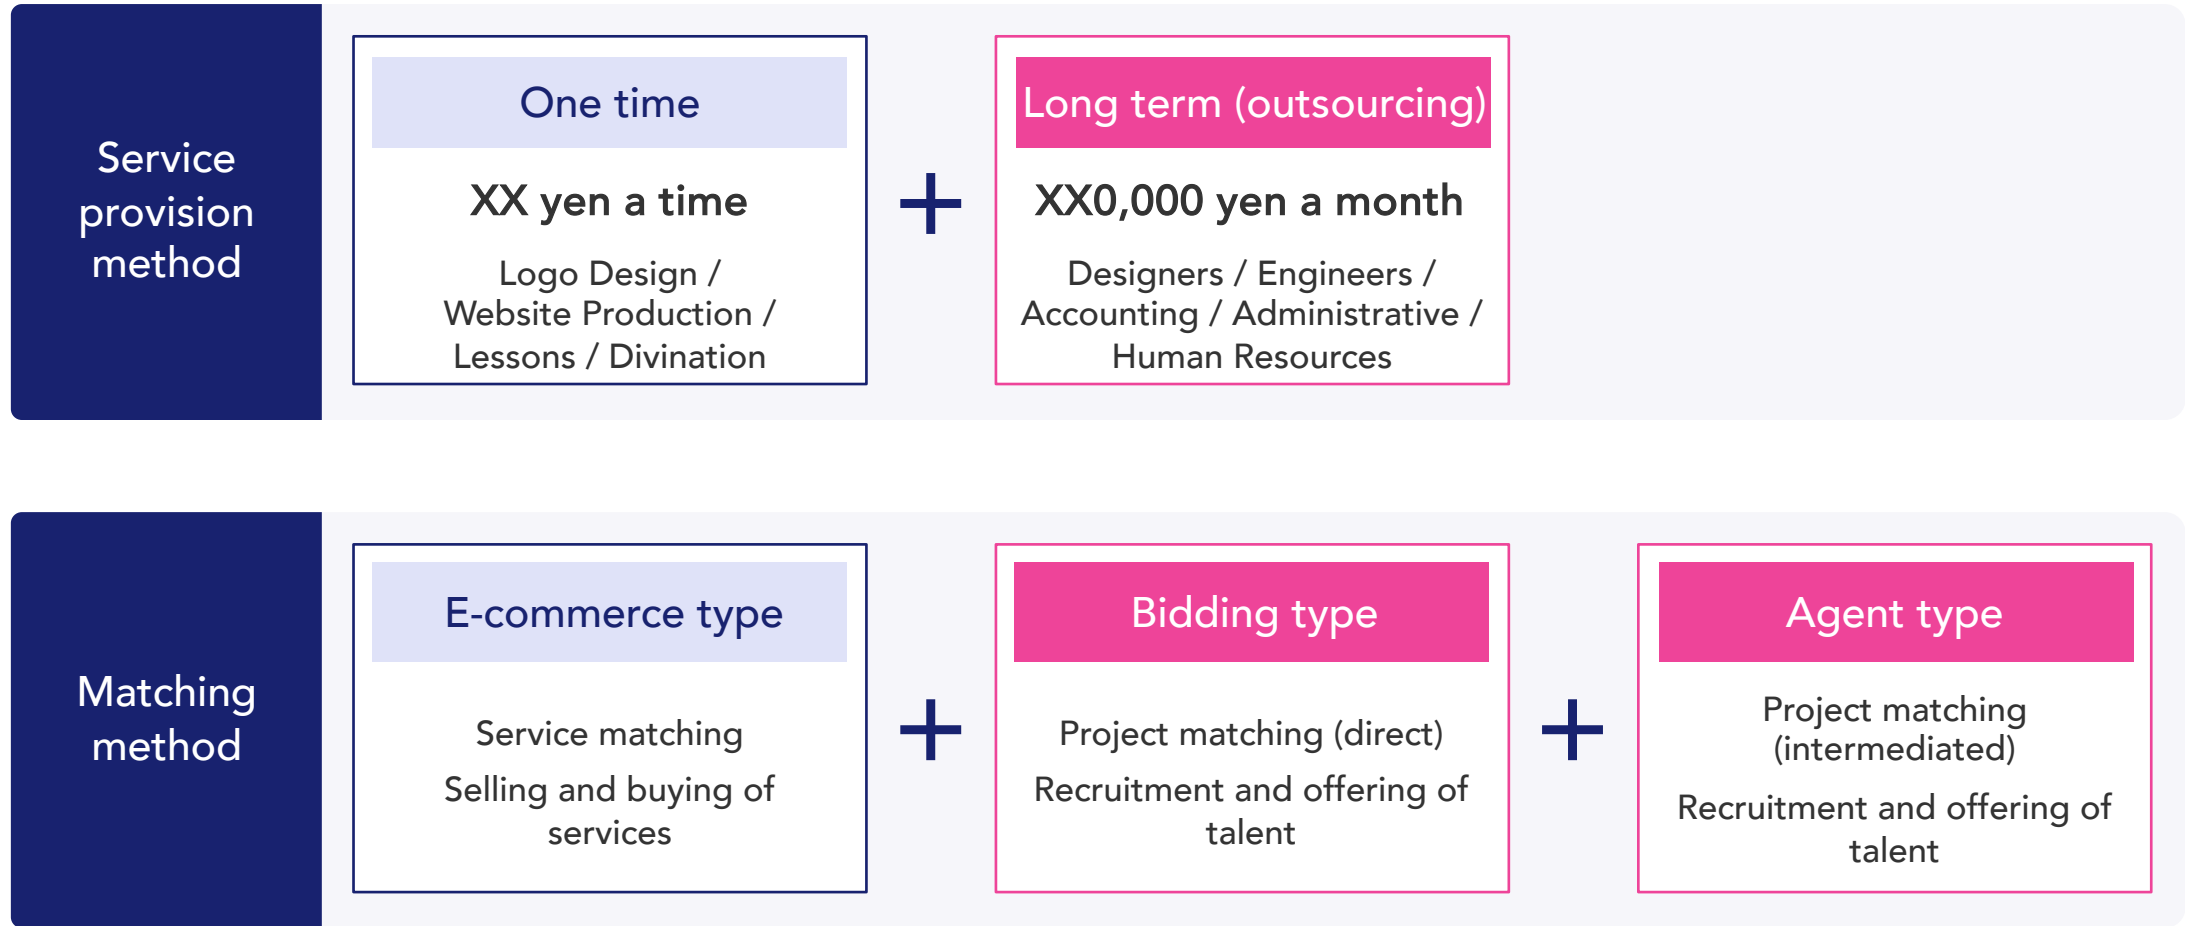 Service
provision
method
One time
XX yen a time
Logo Design /
Website Production /
Lessons / Divination
+
Long term (outsourcing)
XX0,000 yen a month
Designers / Engineers /
Accounting / Administrative /
Human Resources
Matching
method
E-commerce type
Service matching
Selling and buying of
services
+
Bidding type
Project matching (direct)
Recruitment and offering of
talent
+
Agent type
Project matching
(intermediated)
Recruitment and offering of
talent